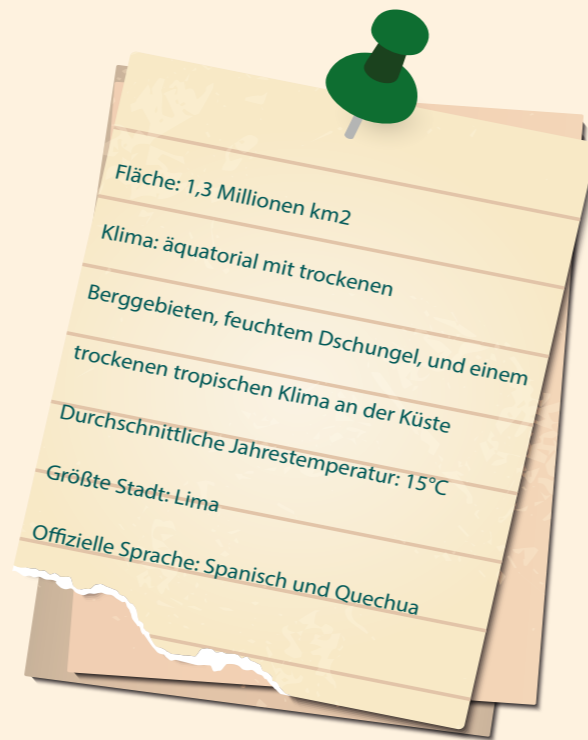 Fläche: 1,3 Millionen km2
Klima: äquatorial mit trockenen
Berggebieten, feuchtem Dschungel, und einem
trockenen tropischen Klima an der Küste
Durchschnittliche Jahrestemperatur: 15°C
Größte Stadt: Lima
Offizielle Sprache: Spanisch und Quechua